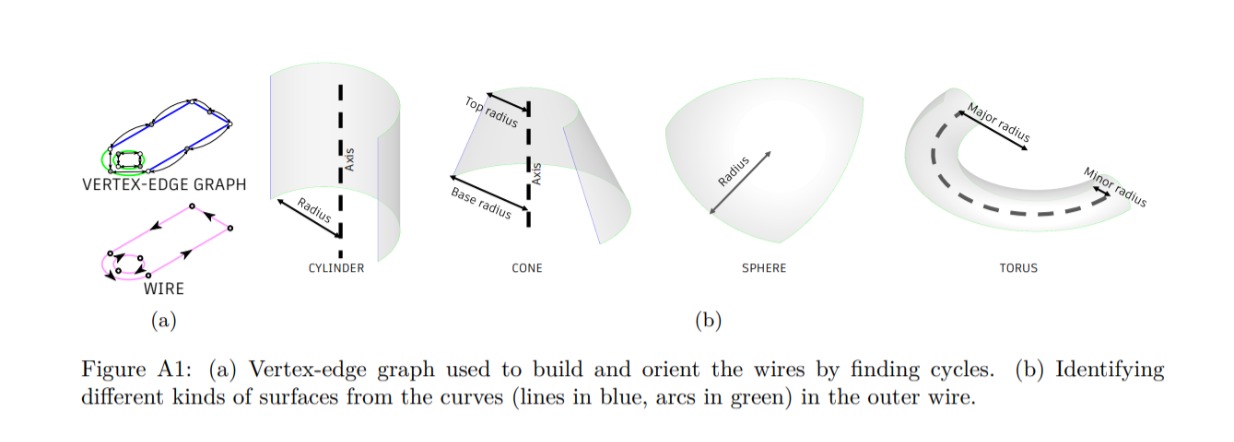 VERTEX-EDGE GRAPH
WIRE
(a)
Radius
Axis
CYLINDER
Top radius
Base radius
Axis
CONE
Radius
SPHERE
Major radius
Minor radius
TORUS
(b)
Figure A1: (a) Vertex-edge graph used to build and orient the wires by finding cycles. (b) Identifying
different kinds of surfaces from the curves (lines in blue, arcs in green) in the outer wire.